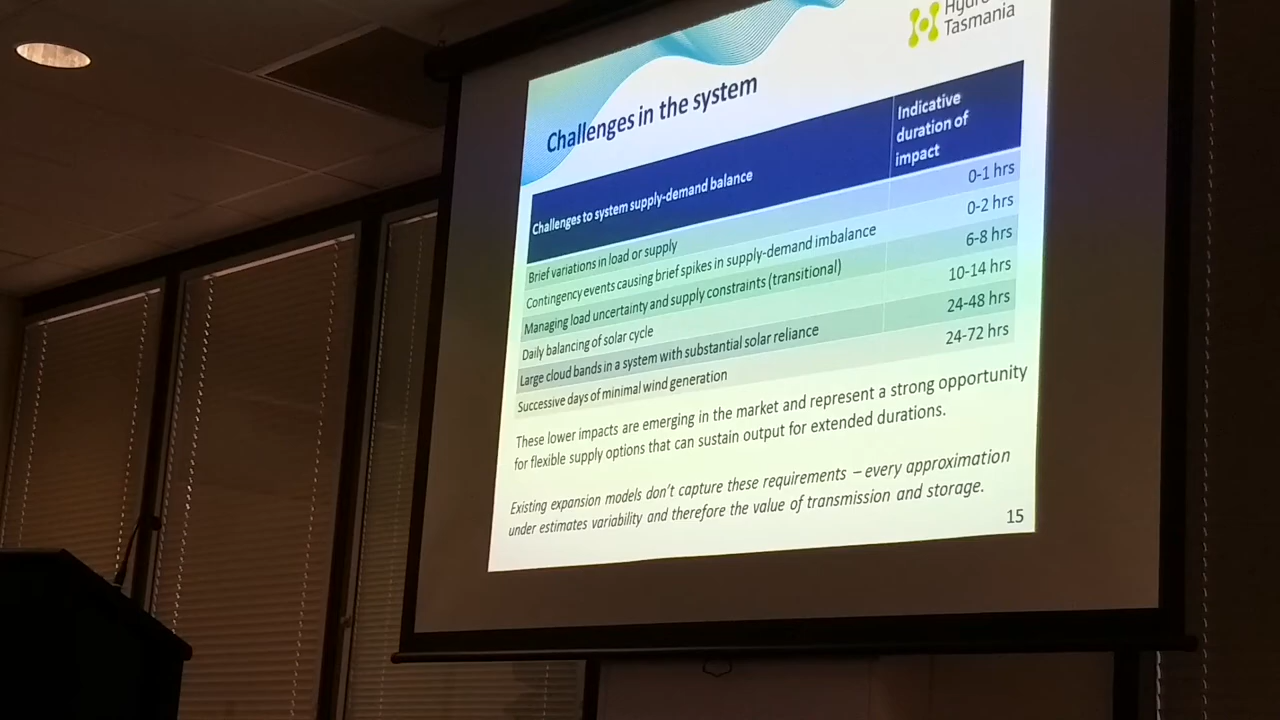 Hydro
Tasmania
Challenges in the system
Challenges to system supply-demand balance
Indicative
duration of
impact
Brief variations in load or supply 0-1 hrs
Contingency events causing brief spikes in supply-demand imbalance 0-2 hrs
Managing load uncertainty and supply constraints (transitional) 6-8 hrs
Daily balancing of solar cycle 10-14 hrs
Large cloud bands in a system with substantial solar reliance 24-48 hrs
Successive days of minimal wind generation 24-72 hrs
These lower impacts are emerging in the market and represent a strong opportunity
for flexible supply options that can sustain output for extended durations.
Existing expansion models don't capture these requirements – every approximation
under estimates variability and therefore the value of transmission and storage.
15